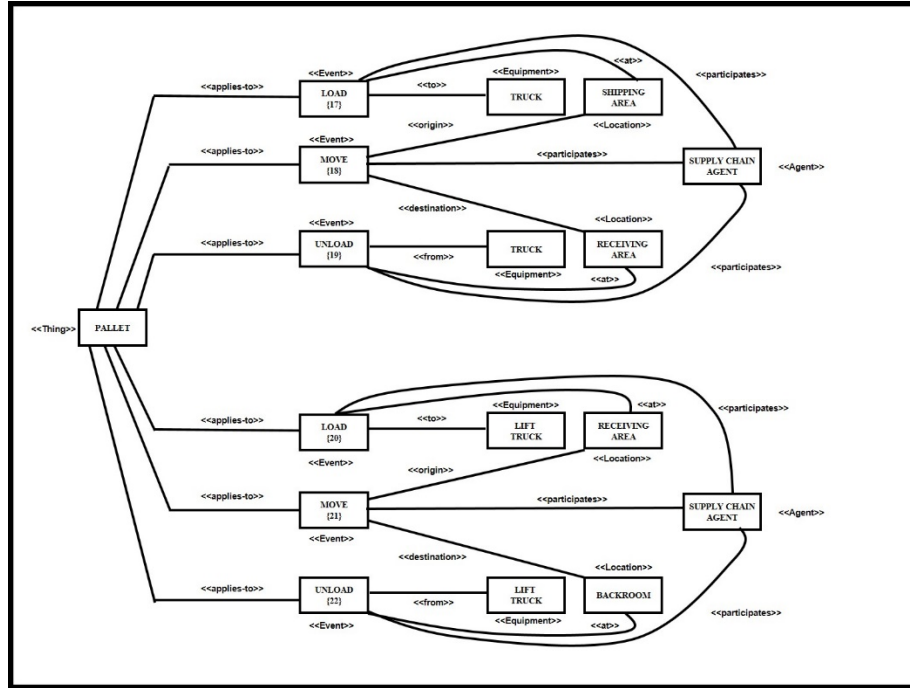 <<at>>
<<Event>>
<<Equipment>>
<<participates>>
<<applies-to>>
LOAD
{17}
<<to>>
TRUCK
SHIPPING
AREA
<<origin>>
<<Location>>
<<Event>>
<<applies-to>>
MOVE
{18}
<<participates>>
SUPPLY CHAIN
AGENT
<<Agent>>
<<destination>>
<<Location>>
<<Event>>
<<applies-to>>
UNLOAD
{19}
<<from>>
TRUCK
RECEIVING
AREA
<<Equipment>>
<<at>>
<<participates>>
<<Thing>>
PALLET
<<Equipment>>
<<at>>
<<participates>>
<<applies-to>>
LOAD
{20}
<<to>>
LIFT
TRUCK
RECEIVING
AREA
<<Event>>
<<Location>>
<<origin>>
<<applies-to>>
MOVE
{21}
<<participates>>
SUPPLY CHAIN
AGENT
<<Agent>>
<<Event>>
<<destination>>
<<Location>>
<<applies-to>>
UNLOAD
{22}
<<from>>
LIFT
TRUCK
BACKROOM
<<Event>>
<<Equipment>>
<<at>>
<<participates>>